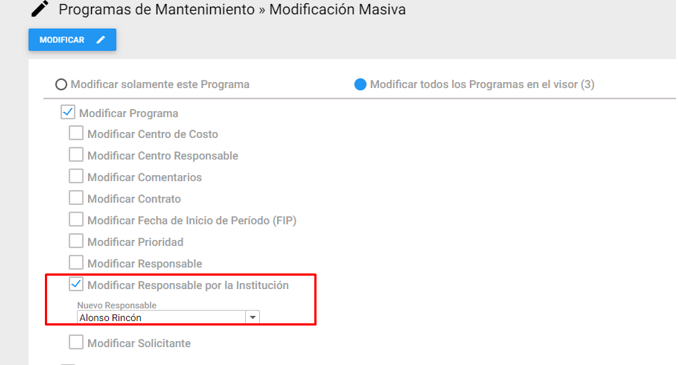 Programas de Mantenimiento » Modificación Masiva
MODIFICAR
Modificar solamente este Programa Modificar todos los Programas en el visor (3)
Modificar Programa
Modificar Centro de Costo
Modificar Centro Responsable
Modificar Comentarios
Modificar Contrato
Modificar Fecha de Inicio de Período (FIP)
Modificar Prioridad
Modificar Responsable
Modificar Responsable por la Institución
Nuevo Responsable
Alonso Rincón
Modificar Solicitante